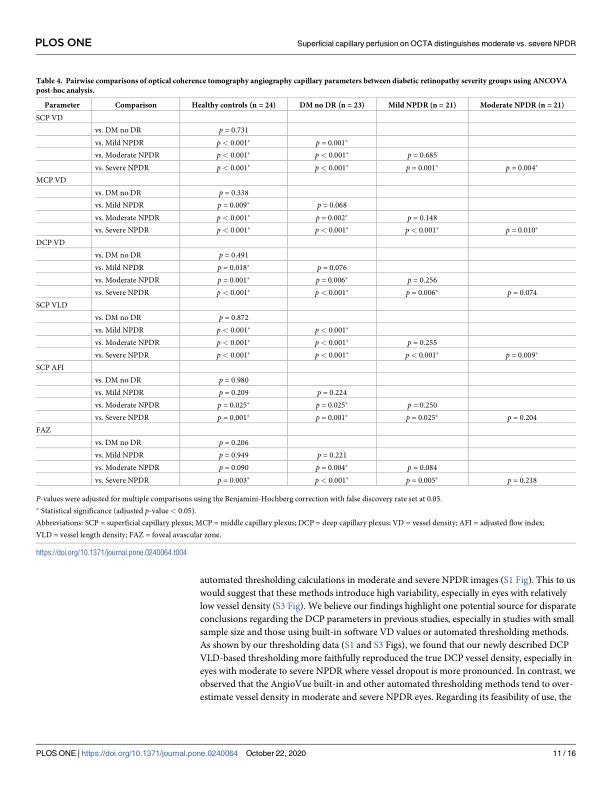 PLOS ONE
Superficial capillary perfusion on OCTA distinguishes moderate vs. severe NPDR
Table 4. Pairwise comparisons of optical coherence tomography angiography capillary parameters between diabetic retinopathy severity groups using ANCOVA
post-hoc analysis.
Parameter Comparison Healthy controls (n = 24) DM no DR (n = 23) Mild NPDR (n = 21) Moderate NPDR (n = 21)
SCP VD
vs. DM no DR p = 0.731
vs. Mild NPDR p < 0.001* p = 0.001*
vs. Moderate NPDR p < 0.001* p < 0.001* p = 0.685
vs. Severe NPDR p < 0.001* p < 0.001* p = 0.001* p = 0.004*
MCP VD
vs. DM no DR p = 0.338
vs. Mild NPDR p = 0.009* p = 0.068
vs. Moderate NPDR p < 0.001* p = 0.002* p = 0.148
vs. Severe NPDR p < 0.001* p < 0.001* p < 0.001* p = 0.010*
DCP VD
vs. DM no DR p = 0.491
vs. Mild NPDR p = 0.018* p = 0.076
vs. Moderate NPDR p = 0.001* p = 0.006* p = 0.256
vs. Severe NPDR p < 0.001* p < 0.001* p = 0.006* p = 0.074
SCP VLD
vs. DM no DR p = 0.872
vs. Mild NPDR p < 0.001* p < 0.001*
vs. Moderate NPDR p < 0.001* p < 0.001* p = 0.255
vs. Severe NPDR p < 0.001* p < 0.001* p < 0.001* p = 0.009*
SCP AFI
vs. DM no DR p = 0.980
vs. Mild NPDR p = 0.209 p = 0.224
vs. Moderate NPDR p = 0.025* p = 0.025* p = 0.250
vs. Severe NPDR p = 0.001* p = 0.001* p = 0.025* p = 0.204
FAZ
vs. DM no DR p = 0.206
vs. Mild NPDR p = 0.949 p = 0.221
vs. Moderate NPDR p = 0.090 p = 0.004* p = 0.084
vs. Severe NPDR p = 0.003* p < 0.001* p = 0.005* p = 0.218
P-values were adjusted for multiple comparisons using the Benjamini-Hochberg correction with false discovery rate set at 0.05.
* Statistical significance (adjusted p-value < 0.05).
Abbreviations: SCP = superficial capillary plexus; MCP = middle capillary plexus; DCP = deep capillary plexus; VD = vessel density; AFI = adjusted flow index;
VLD = vessel length density; FAZ = foveal avascular zone.
https://doi.org/10.1371/journal.pone.0240064.t004
automated thresholding calculations in moderate and severe NPDR images (S1 Fig). This to us
would suggest that these methods introduce high variability, especially in eyes with relatively
low vessel density (S3 Fig). We believe our findings highlight one potential source for disparate
conclusions regarding the DCP parameters in previous studies, especially in studies with small
sample size and those using built-in software VD values or automated thresholding methods.
As shown by our thresholding data (S1 and S3 Figs), we found that our newly described DCP
VLD-based thresholding more faithfully reproduced the true DCP vessel density, especially in
eyes with moderate to severe NPDR where vessel dropout is more pronounced. In contrast, we
observed that the AngioVue built-in and other automated thresholding methods tend to over-
estimate vessel density in moderate and severe NPDR eyes. Regarding its feasibility of use, the
PLOS ONE | https://doi.org/10.1371/journal.pone.0240064 October 22, 2020
11 / 16